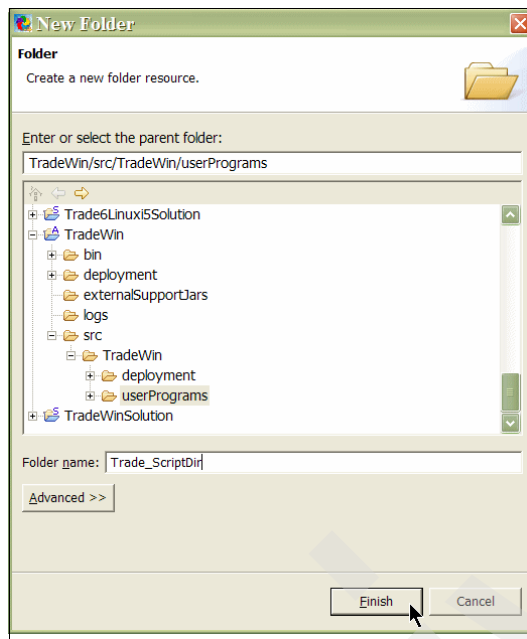 New Folder
Folder
Create a new folder resource.
Enter or select the parent folder:
TradeWin/src/TradeWin/userPrograms
Trade6Linuxi5Solution
TradeWin
bin
deployment
externalSupportJars
logs
src
TradeWin
deployment
userPrograms
TradeWinSolution
Folder name: Trade_ScriptDir
Advanced >>
Finish Cancel